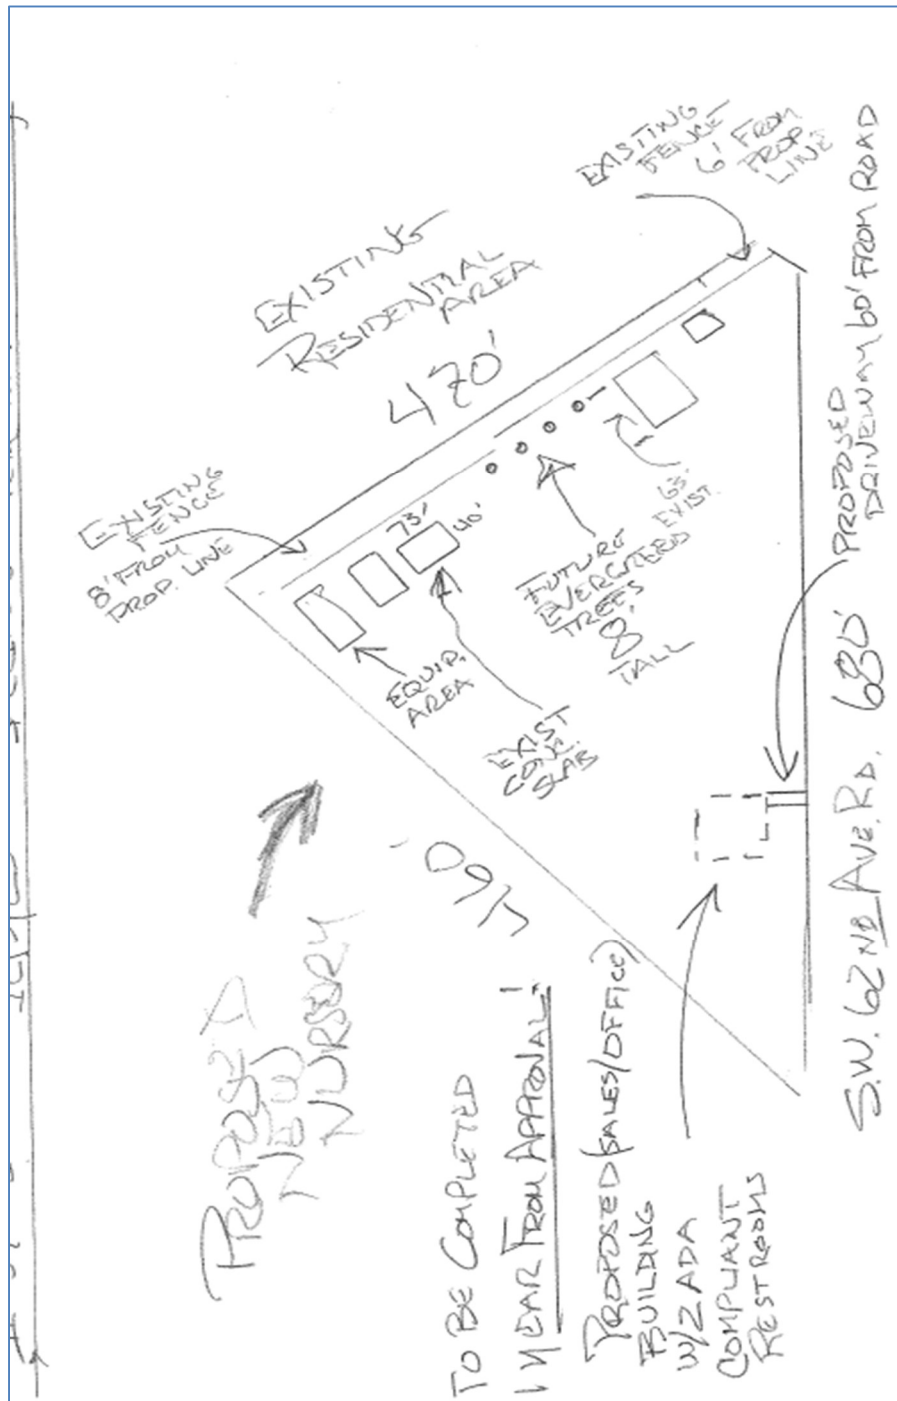 EXISTING
FENCE
6' FROM
PROP.
LINE
EXISTING
RESIDENTIAL
AREA
470'
EXISTING
FENCE
8' FROM
PROP. LINE
73'
40'
EQUIP.
AREA
EXIST
CONC.
SLAB
FUTURE
EVERGREEN
TREES
8
TALL
EXIST.
PROPOSED
DRIVEWAY 60' FROM ROAD
S.W. 62ND AVE. RD. 680'
PROPOSED
NEW
NURSERY
TO BE COMPLETED
1 YEAR FROM APPROVAL!
PROPOSED (SALES/OFFICE)
BUILDING
W/2 ADA
COMPLIANT
RESTROOMS